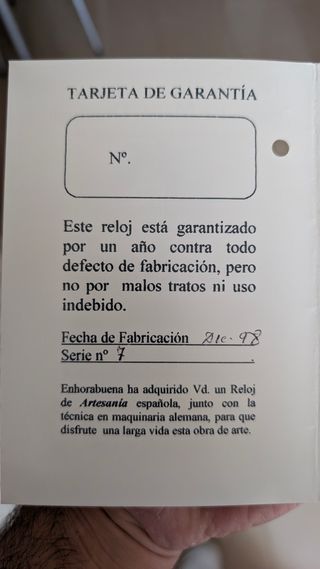 TARJETA DE GARANTÍA
Nº.
Este reloj está garantizado
por un año contra todo
defecto de fabricación, pero
no por malos tratos ni uso
indebido.
Fecha de Fabricación Dic. 98
Serie nº 7 .
Enhorabuena ha adquirido Vd. un Reloj
de Artesanía española, junto con la
técnica en maquinaria alemana, para que
disfrute una larga vida esta obra de arte.